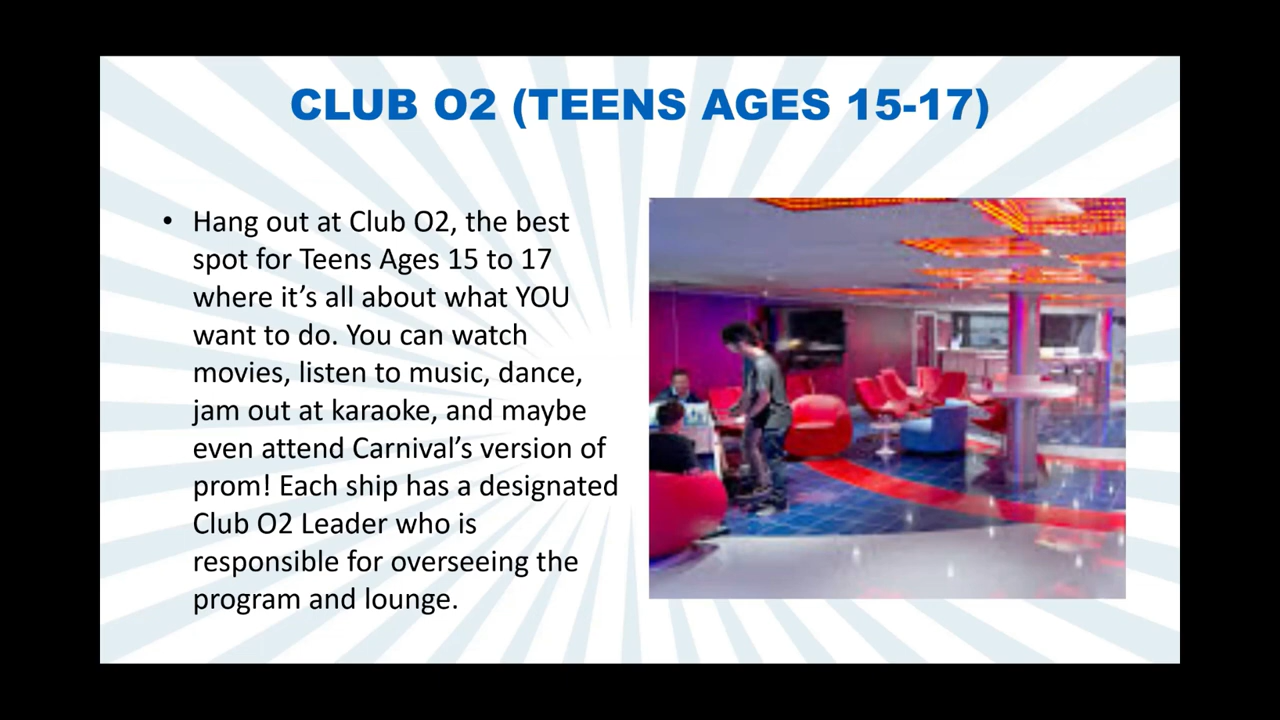 CLUB O2 (TEENS AGES 15-17)
• Hang out at Club O2, the best
spot for Teens Ages 15 to 17
where it’s all about what YOU
want to do. You can watch
movies, listen to music, dance,
jam out at karaoke, and maybe
even attend Carnival’s version of
prom! Each ship has a designated
Club O2 Leader who is
responsible for overseeing the
program and lounge.